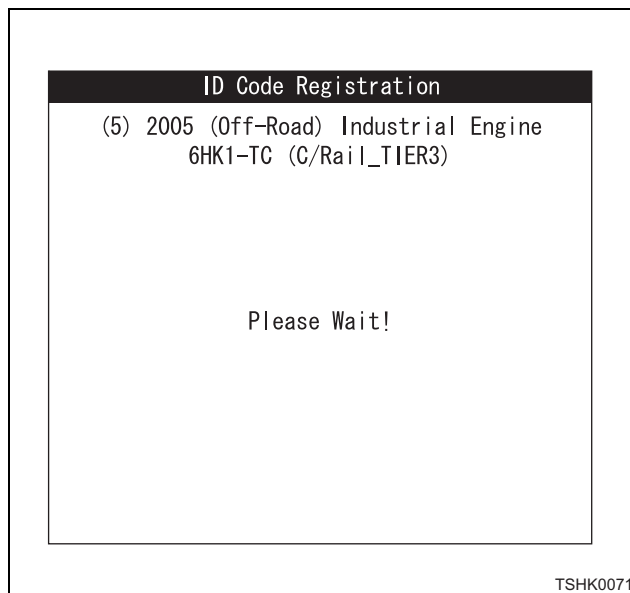 ID Code Registration
(5) 2005 (Off-Road) Industrial Engine
6HK1-TC (C/Rail_TIER3)
Please Wait!
TSHK0071